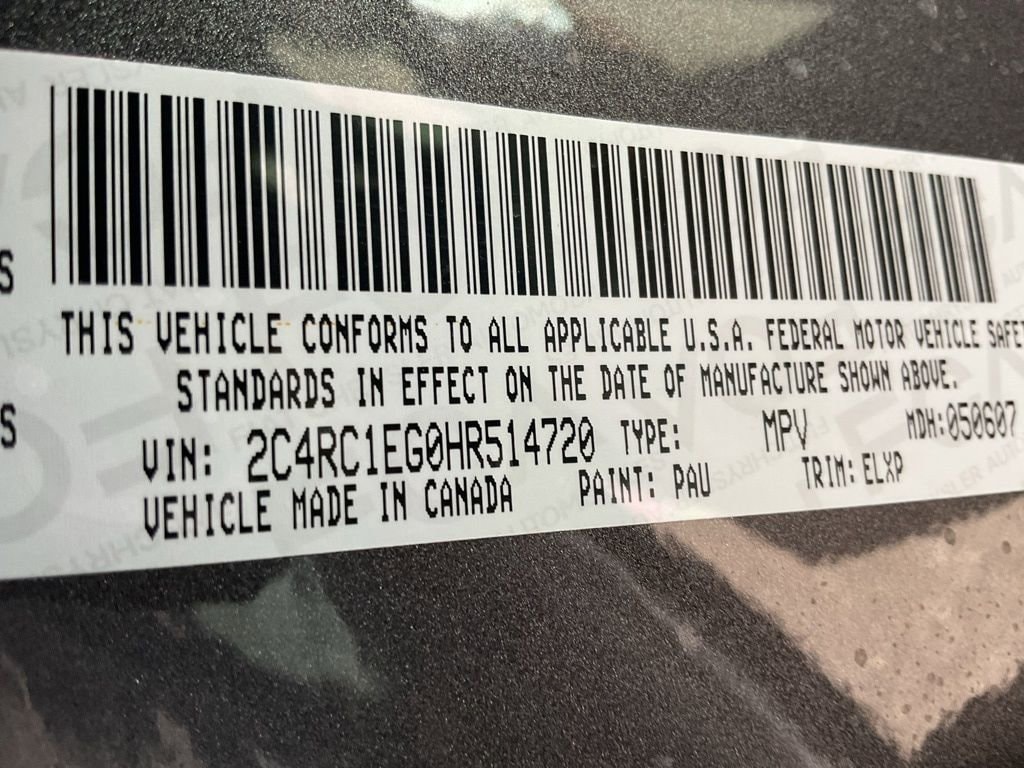 THIS VEHICLE CONFORMS TO ALL APPLICABLE U.S.A. FEDERAL MOTOR VEHICLE SAFET
STANDARDS IN EFFECT ON THE DATE OF MANUFACTURE SHOWN ABOVE.
S
S
VIN: 2C4RC1EG0HR514720 TYPE: MPV MDH:050607
VEHICLE MADE IN CANADA PAINT: PAU TRIM: ELXP